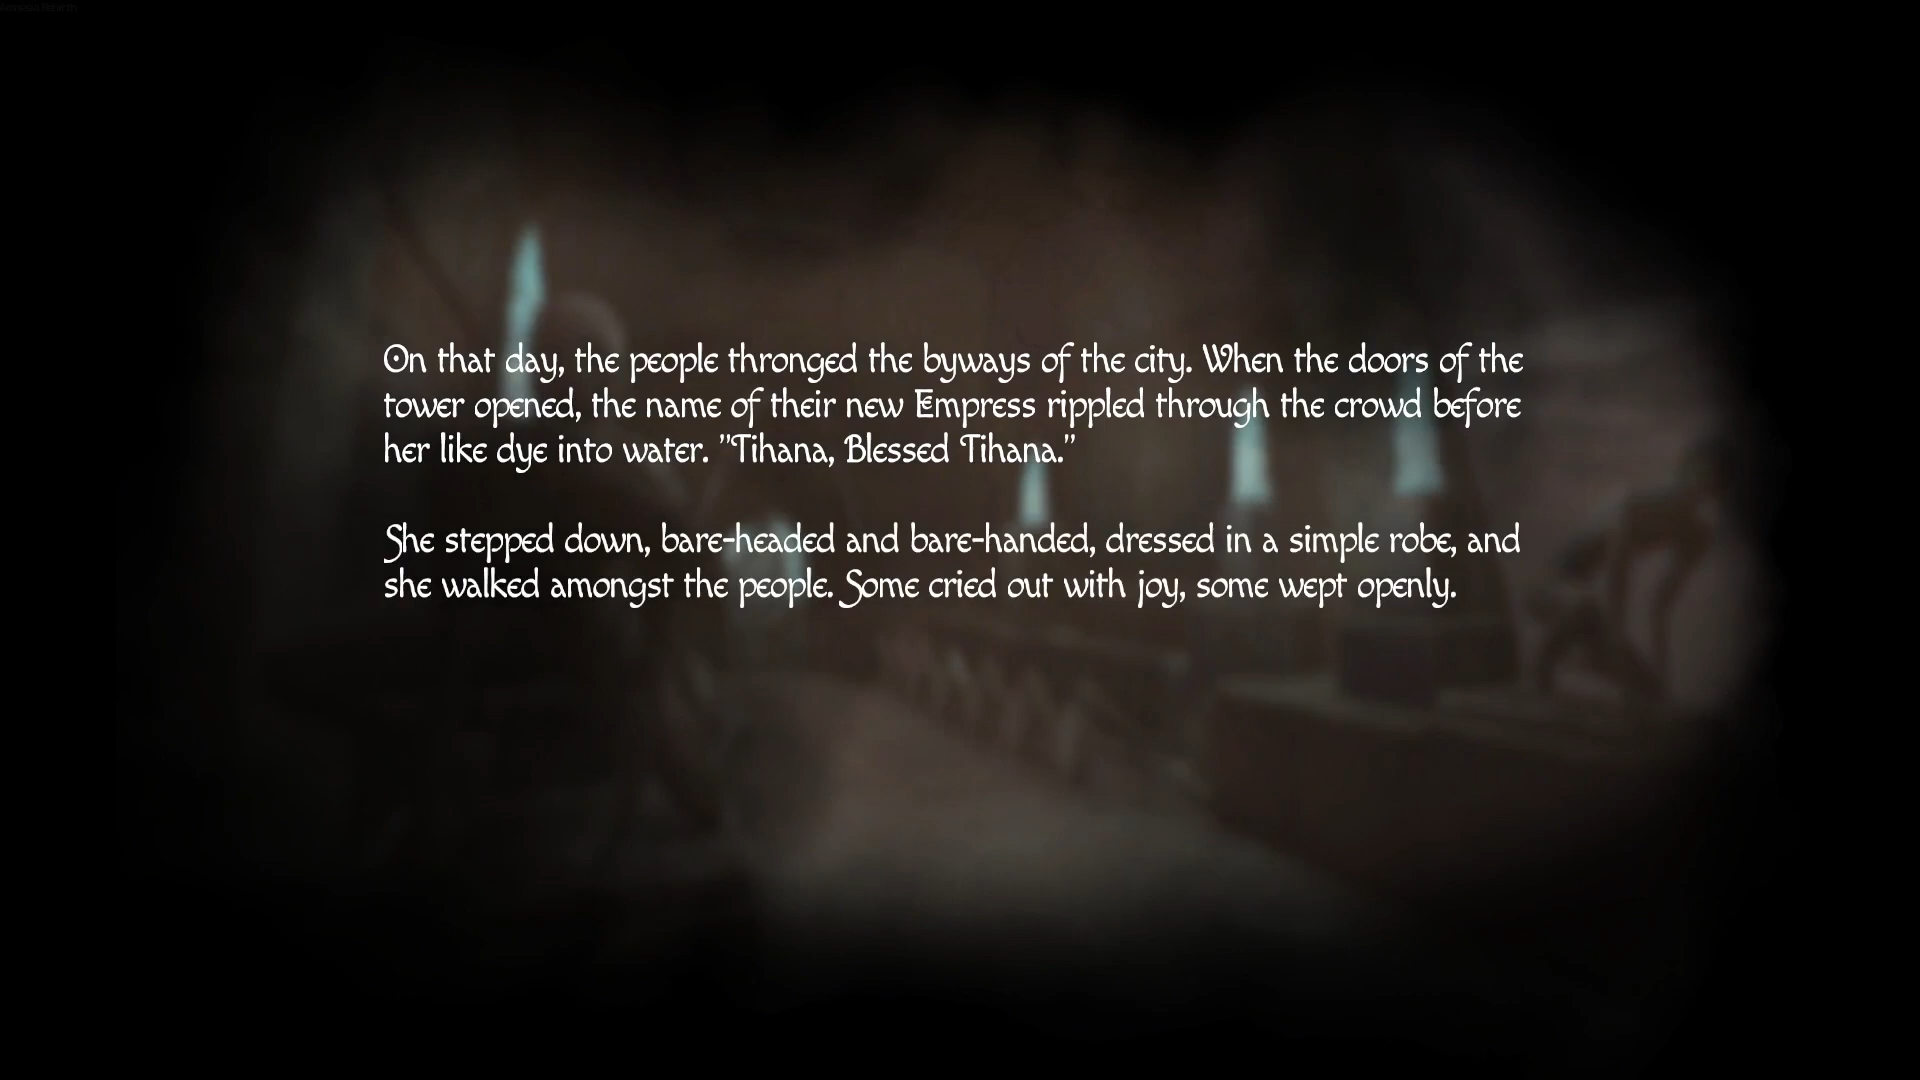 On that day, the people thronged the byways of the city. When the doors of the
tower opened, the name of their new Empress rippled through the crowd before
her like dye into water. "Tihana, Blessed Tihana."
She stepped down, bare-headed and bare-handed, dressed in a simple robe, and
she walked amongst the people. Some cried out with joy, some wept openly.